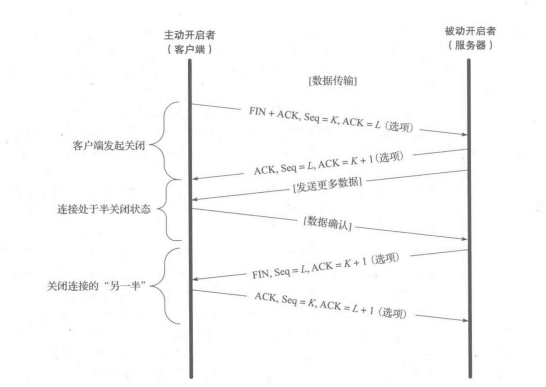 主动开启者
(客户端)
被动开启者
(服务器)
[数据传输]
FIN + ACK, Seq = K, ACK = L (选项)
客户端发起关闭
ACK, Seq = L, ACK = K + 1(选项)
[发送更多数据]
连接处于半关闭状态
[数据确认]
FIN, Seq = L, ACK = K + 1 (选项)
关闭连接的“另一半”
ACK, Seq = K, ACK = L + 1 (选项)